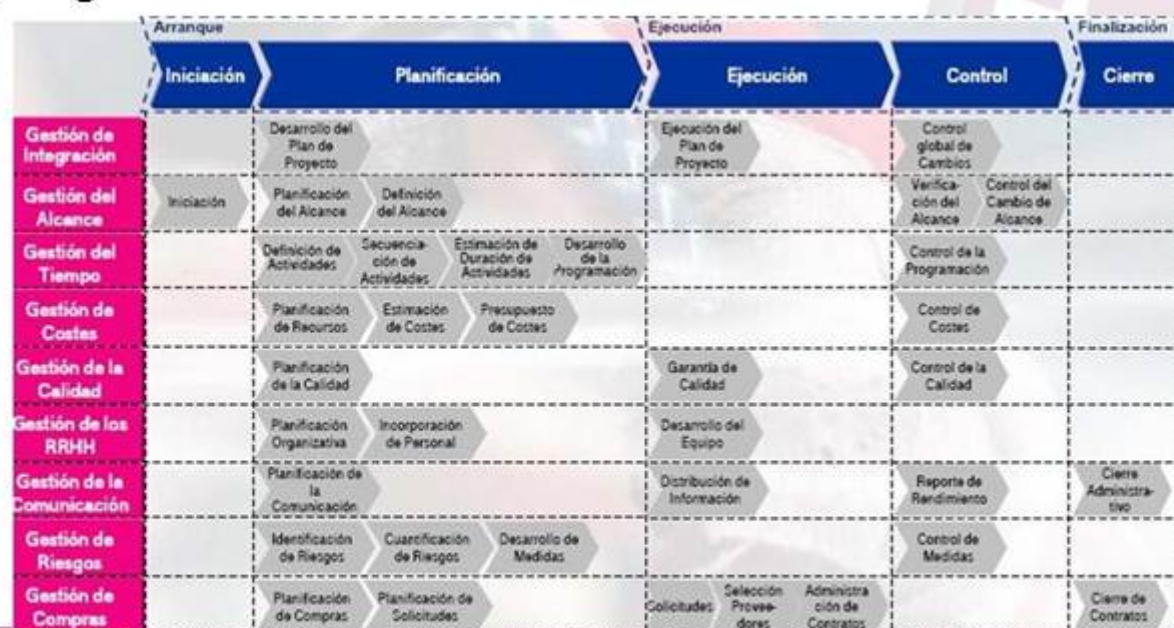 Arranque
Ejecución
Finalización
Iniciación
Planificación
Ejecución
Control
Cierre
Gestión de
Integración
Desarrollo del
Plan de
Proyecto
Ejecución del
Plan de
Proyecto
Control
global de
Cambios
Gestión del
Alcance
Iniciación
Planificación
del Alcance
Definición
del Alcance
Verifica-
ción del
Alcance
Control del
Cambio de
Alcance
Gestión del
Tiempo
Definición de
Actividades
Secuencia-
ción de
Actividades
Estimación de
Duración de
Actividades
Desarrollo
de la
Programación
Control de la
Programación
Gestión de
Costes
Planificación
de Recursos
Estimación
de Costes
Presupuesto
de Costes
Control de
Costes
Gestión de la
Calidad
Planificación
de la Calidad
Garantía de
Calidad
Control de la
Calidad
Gestión de los
RRHH
Planificación
Organizativa
Incorporación
de Personal
Desarrollo del
Equipo
Gestión de la
Comunicación
Planificación de
la
Comunicación
Distribución de
Información
Reporte de
Rendimiento
Cierre
Administra-
tivo
Gestión de
Riesgos
Identificación
de Riesgos
Cuantificación
de Riesgos
Desarrollo de
Medidas
Control de
Medidas
Gestión de
Compras
Planificación
de Compras
Planificación de
Solicitudes
Solicitudes
Selección
Provee-
dores
Administra
ción de
Contratos
Cierre de
Contratos